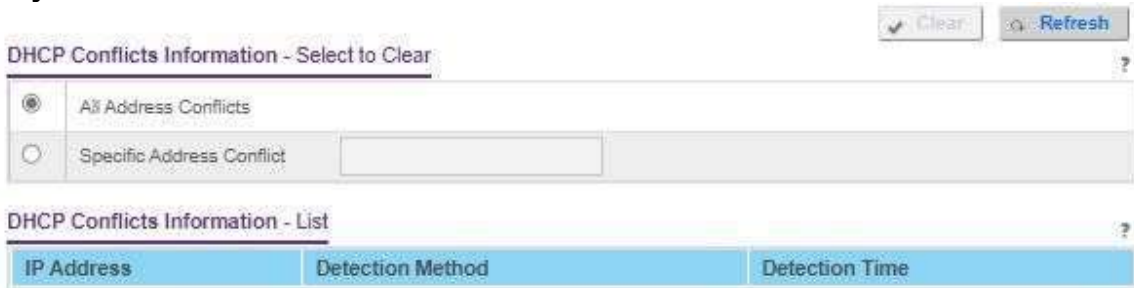 Clear Refresh
DHCP Conflicts Information - Select to Clear
?
All Address Conflicts
Specific Address Conflict
DHCP Conflicts Information - List
?
IP Address Detection Method Detection Time